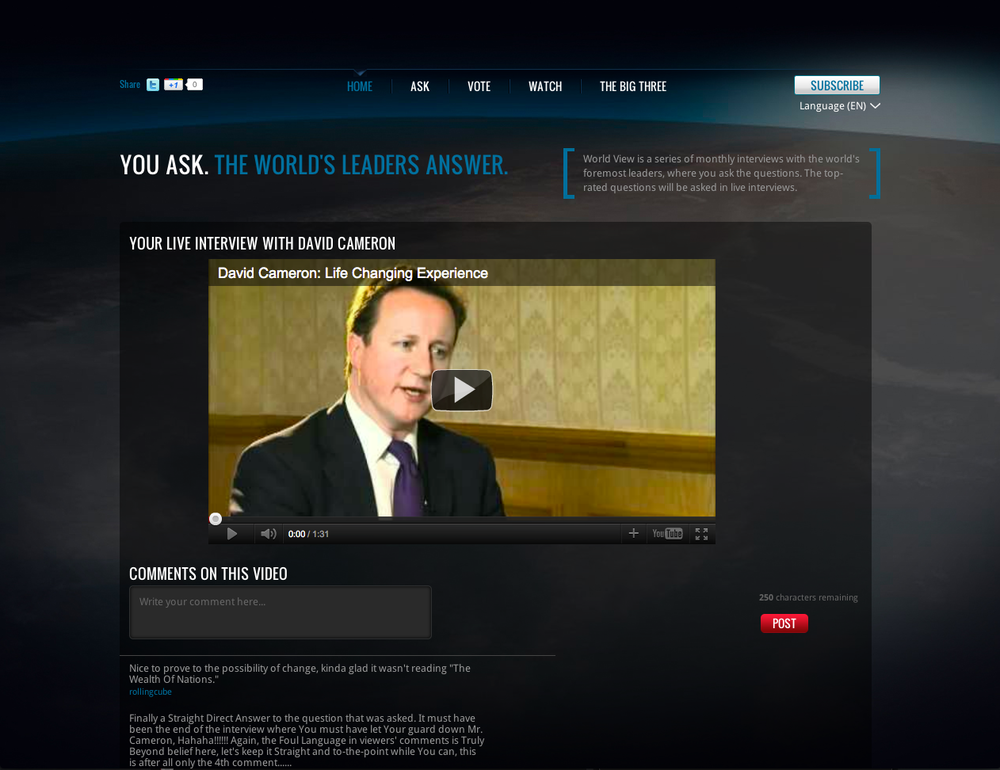 Share
+1
0
HOME
ASK
VOTE
WATCH
THE BIG THREE
SUBSCRIBE
Language (EN)
YOU ASK. THE WORLD'S LEADERS ANSWER.
World View is a series of monthly interviews with the world's
foremost leaders, where you ask the questions. The top-
rated questions will be asked in live interviews.
YOUR LIVE INTERVIEW WITH DAVID CAMERON
David Cameron: Life Changing Experience
0:00 / 1:31
YouTube
COMMENTS ON THIS VIDEO
Write your comment here...
250 characters remaining
POST
Nice to prove to the possibility of change, kinda glad it wasn't reading "The
Wealth Of Nations."
rollingcube
Finally a Straight Direct Answer to the question that was asked. It must have
been the end of the interview where You must have let Your guard down Mr.
Cameron, Hahaha!!!!!! Again, the Foul Language in viewers' comments is Truly
Beyond belief here, let's keep it Straight and to-the-point while You can, this
is after all only the 4th comment......